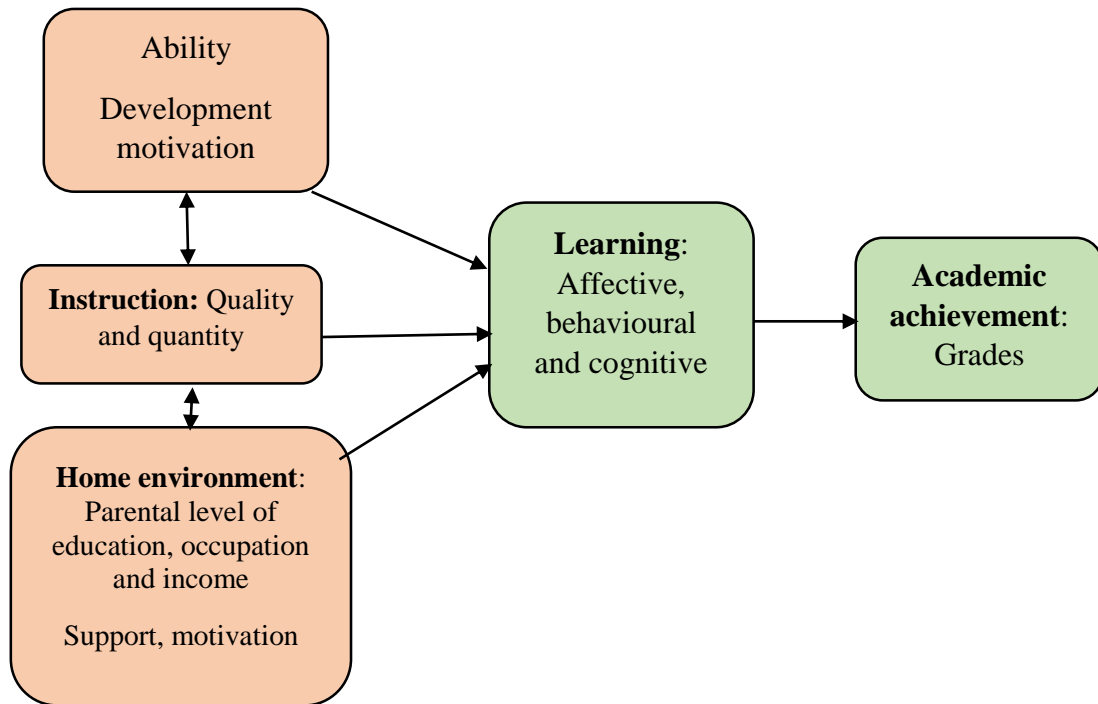 Ability
Development
motivation
Instruction: Quality
and quantity
Home environment:
Parental level of
education, occupation
and income
Support, motivation
Learning:
Affective,
behavioural
and cognitive
Academic
achievement:
Grades